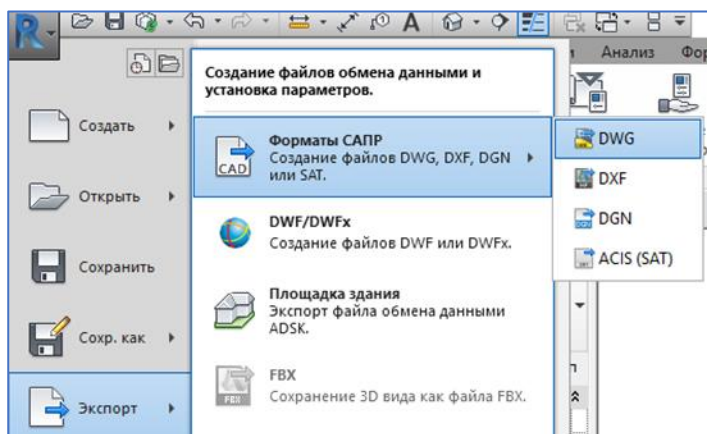 Анализ
Создание файлов обмена данными и
установка параметров.
Создать
Открыть
Сохранить
Сохр. как
Экспорт
Форматы САПР
Создание файлов DWG, DXF, DGN
или SAT.
CAD
DWF/DWFx
Создание файлов DWF или DWFx.
Площадка здания
Экспорт файла обмена данными
ADSK.
FBX
Сохранение 3D вида как файла FBX.
DWG
DXF
DGN
ACIS (SAT)